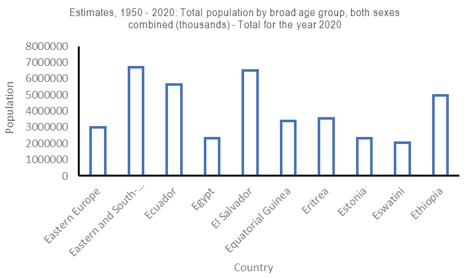 Estimates, 1950 - 2020: Total population by broad age group, both sexes
combined (thousands) - Total for the year 2020
8000000
7000000
6000000
5000000
4000000
3000000
2000000
1000000
0
Population
Eastern Europe
Eastern and South-...
Ecuador
Egypt
El Salvador
Equatorial Guinea
Eritrea
Estonia
Eswatini
Ethiopia
Country